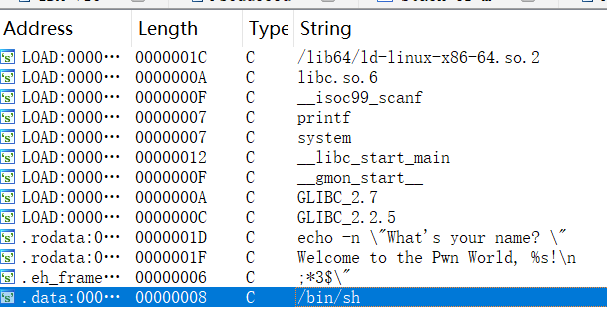 Address Length Type String
LOAD:0000… 0000001C C /lib64/ld-linux-x86-64.so.2
LOAD:0000… 0000000A C libc.so.6
LOAD:0000… 0000000F C __isoc99_scanf
LOAD:0000… 00000007 C printf
LOAD:0000… 00000007 C system
LOAD:0000… 00000012 C __libc_start_main
LOAD:0000… 0000000F C __gmon_start__
LOAD:0000… 0000000A C GLIBC_2.7
LOAD:0000… 0000000C C GLIBC_2.2.5
.rodata:0… 0000001D C echo -n \"What's your name? \"
.rodata:0… 0000001F C Welcome to the Pwn World, %s!\n
.eh_frame… 00000006 C ;*3$\"
.data:000… 00000008 C /bin/sh